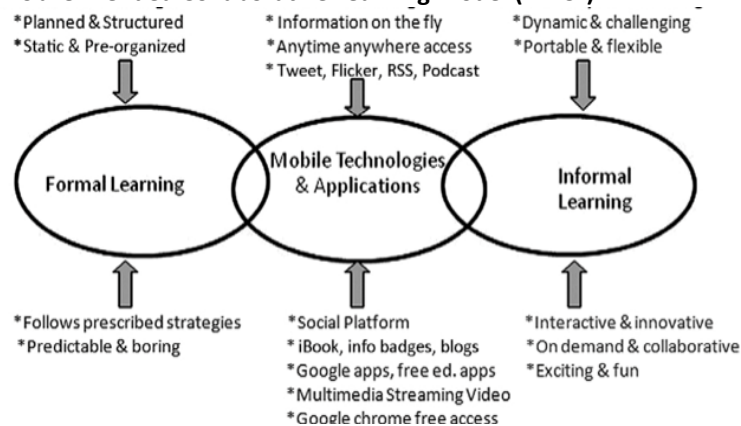 *Planned & Structured
*Static & Pre-organized
*Information on the fly
*Anytime anywhere access
*Tweet, Flicker, RSS, Podcast
*Dynamic & challenging
*Portable & flexible
Formal Learning
Mobile Technologies
& Applications
Informal
Learning
*Follows prescribed strategies
*Predictable & boring
*Social Platform
*iBook, info badges, blogs
*Google apps, free ed. apps
*Multimedia Streaming Video
*Google chrome free access
*Interactive & innovative
*On demand & collaborative
*Exciting & fun